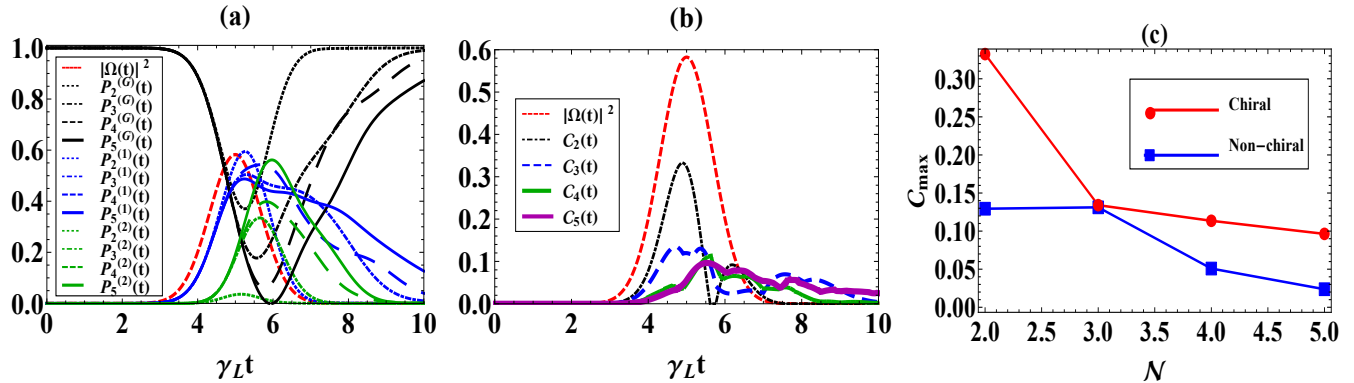 (a)
1.0
0.8
0.6
0.4
0.2
0.0
|Ω(t)|²
P₂⁽ᴳ⁾(t)
P₃⁽ᴳ⁾(t)
P₄⁽ᴳ⁾(t)
P₅⁽ᴳ⁾(t)
P₂⁽¹⁾(t)
P₃⁽¹⁾(t)
P₄⁽¹⁾(t)
P₅⁽¹⁾(t)
P₂⁽²⁾(t)
P₃⁽²⁾(t)
P₄⁽²⁾(t)
P₅⁽²⁾(t)
0 2 4 6 8 10
γ_L t
(b)
0.6
0.5
0.4
0.3
0.2
0.1
0.0
|Ω(t)|²
C₂(t)
C₃(t)
C₄(t)
C₅(t)
0 2 4 6 8 10
γ_L t
(c)
C_max
0.30
0.25
0.20
0.15
0.10
0.05
0.00
Chiral
Non-chiral
2.0 2.5 3.0 3.5 4.0 4.5 5.0
𝒩